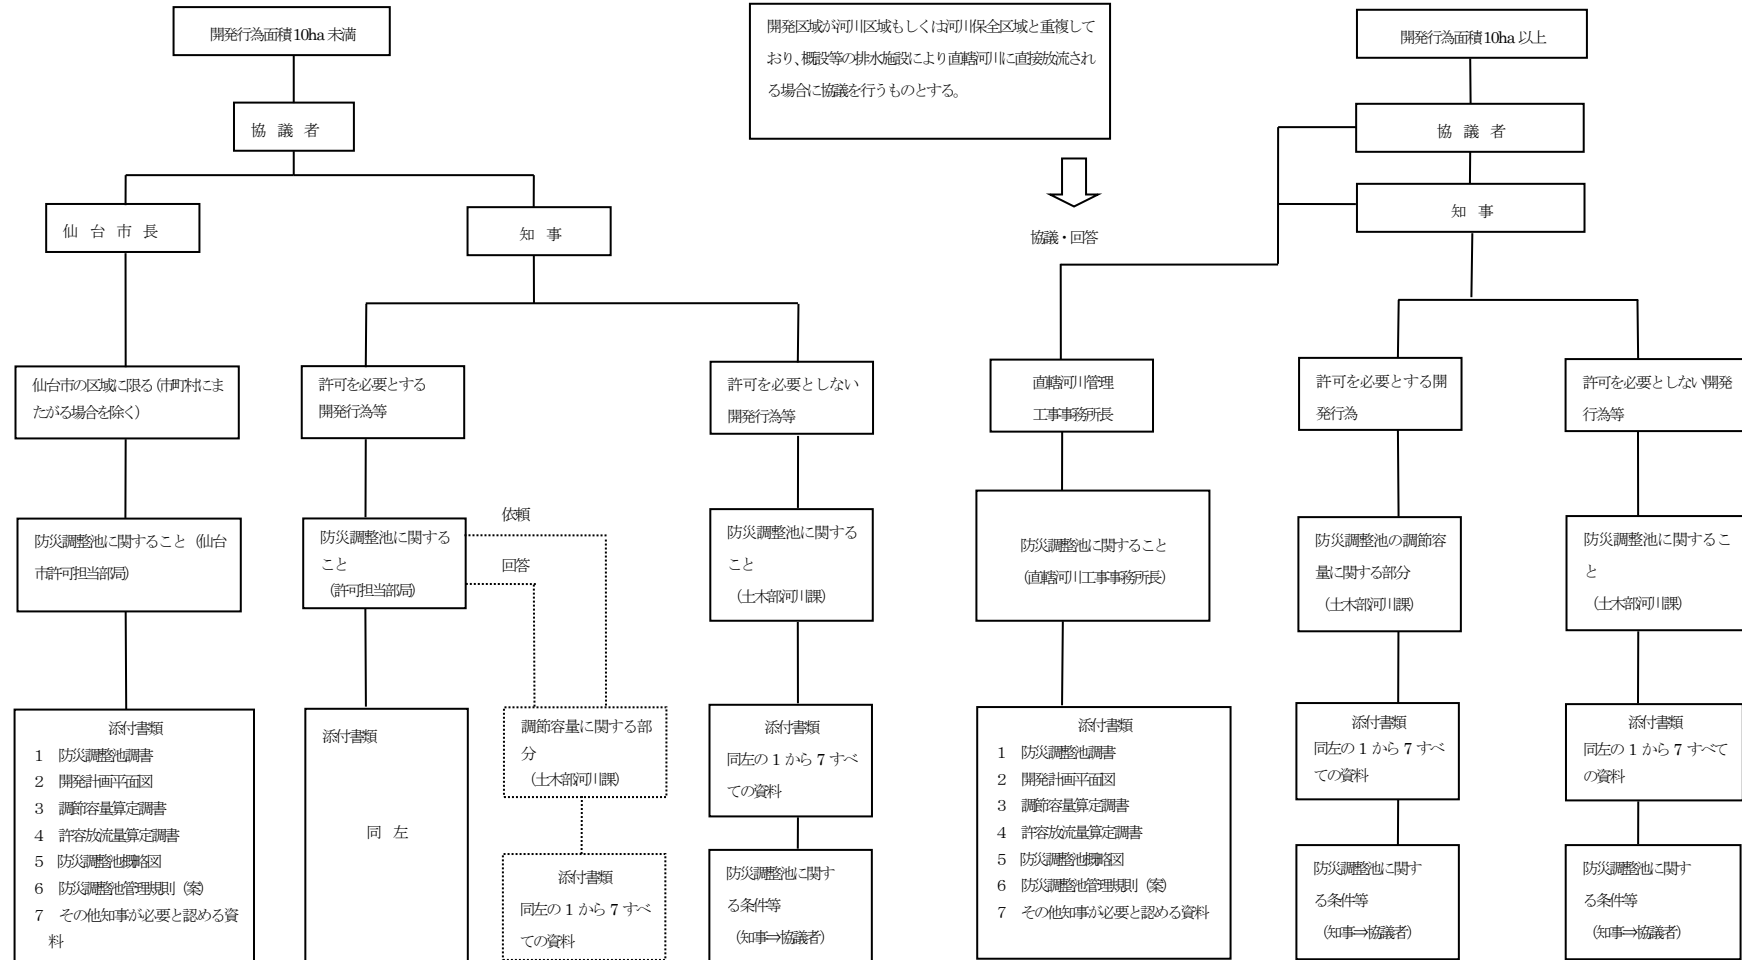 開発行為面積10ha 未満
協 議 者
仙 台 市 長
知 事
仙台市の区域に限る(市町村にま
たがる場合を除く)
許可を必要とする
開発行為等
許可を必要としない
開発行為等
防災調整池に関すること(仙台
市許可担当部局)
防災調整池に関する
こと
(許可担当部局)
依頼
回答
防災調整池に関する
こと
(土木部河川課)
添付書類
1 防災調整池調書
2 開発計画平面図
3 調節容量算定調書
4 許容放流量算定調書
5 防災調整池概略図
6 防災調整池管理規則(案)
7 その他知事が必要と認める資
料
添付書類
同 左
調節容量に関する部
分
(土木部河川課)
添付書類
同左の 1 から 7 すべ
ての資料
添付書類
同左の 1 から 7 すべ
ての資料
防災調整池に関す
る条件等
(知事⇒協議者)
開発区域が河川区域もしくは河川保全区域と重複して
おり、概設等の排水施設により直轄河川に直接放流され
る場合に協議を行うものとする。
協議・回答
開発行為面積10ha 以上
協 議 者
知 事
直轄河川管理
工事事務所長
許可を必要とする開
発行為
許可を必要としない開発
行為等
防災調整池に関すること
(直轄河川工事事務所長)
防災調整池の調節容
量に関する部分
(土木部河川課)
防災調整池に関するこ
と
(土木部河川課)
添付書類
1 防災調整池調書
2 開発計画平面図
3 調節容量算定調書
4 許容放流量算定調書
5 防災調整池概略図
6 防災調整池管理規則(案)
7 その他知事が必要と認める資料
添付書類
同左の 1 から 7 すべ
ての資料
添付書類
同左の 1 から 7 すべて
の資料
防災調整池に関す
る条件等
(知事⇒協議者)
防災調整池に関す
る条件等
(知事⇒協議者)